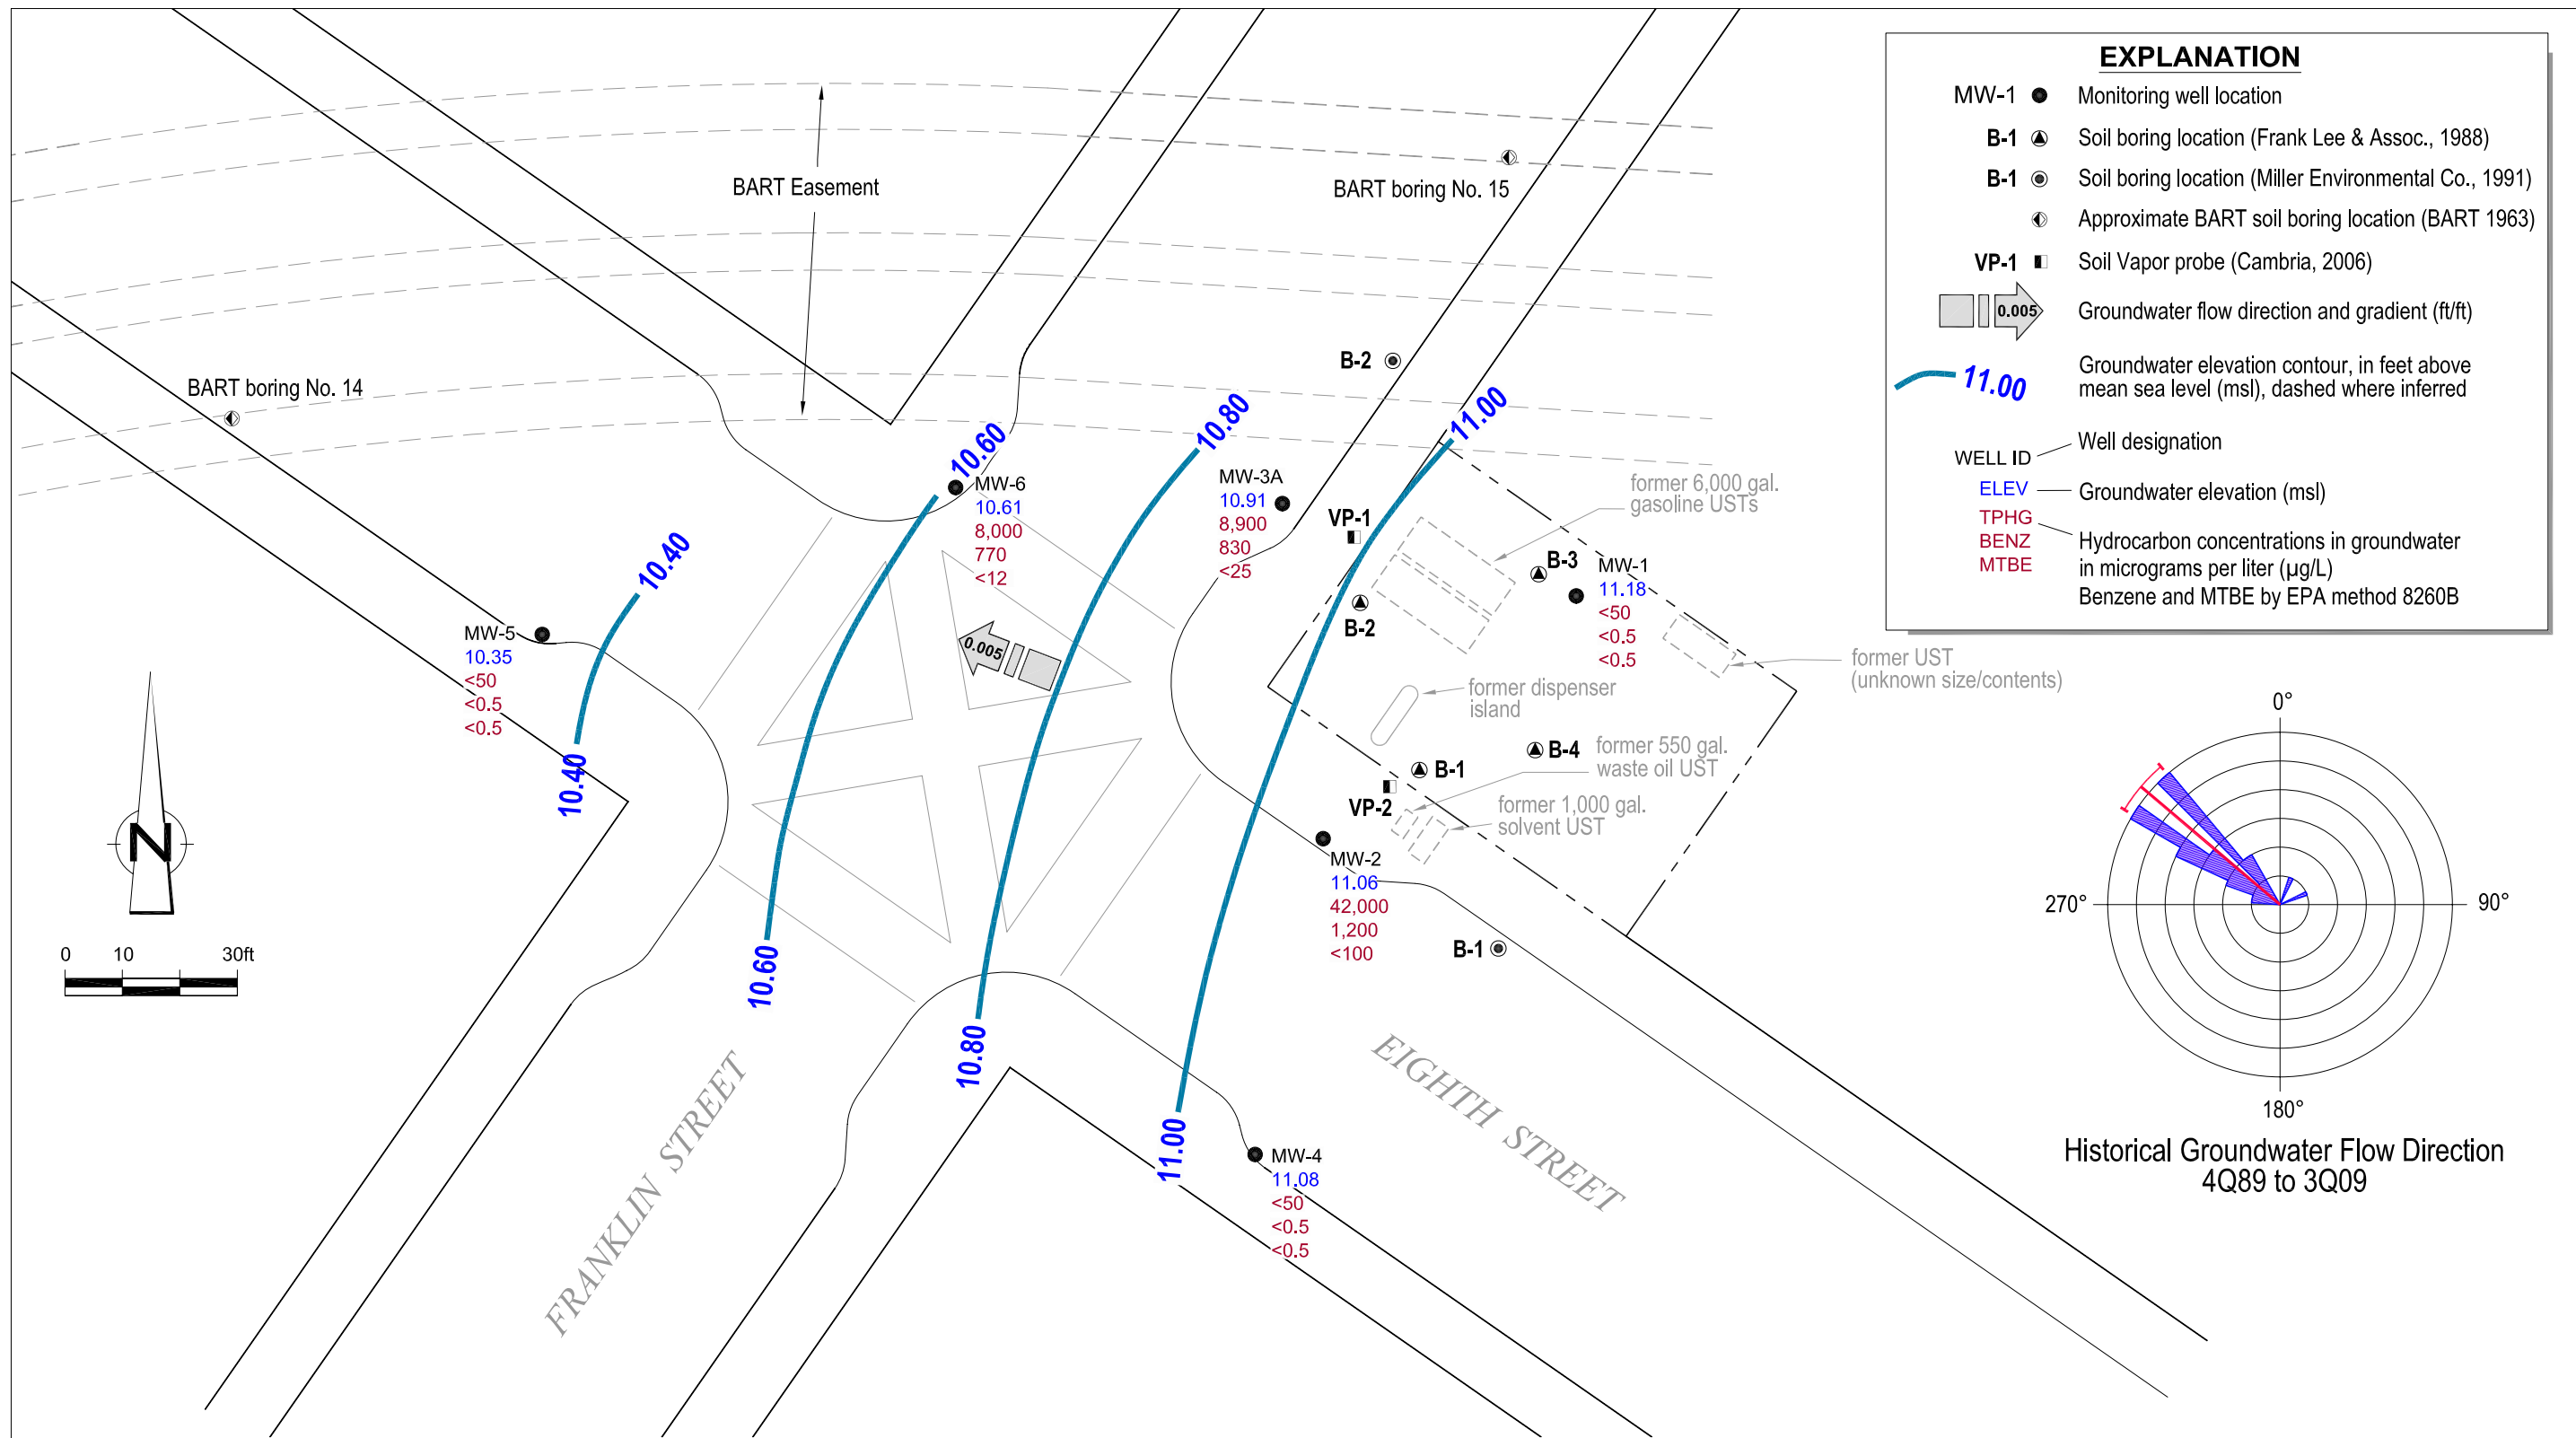 EXPLANATION
MW-1 Monitoring well location
B-1 Soil boring location (Frank Lee & Assoc., 1988)
B-1 Soil boring location (Miller Environmental Co., 1991)
Approximate BART soil boring location (BART 1963)
VP-1 Soil Vapor probe (Cambria, 2006)
0.005 Groundwater flow direction and gradient (ft/ft)
11.00 Groundwater elevation contour, in feet above
mean sea level (msl), dashed where inferred
Well designation
WELL ID
ELEV Groundwater elevation (msl)
TPHG
BENZ Hydrocarbon concentrations in groundwater
MTBE in micrograms per liter (µg/L)
Benzene and MTBE by EPA method 8260B
BART Easement
BART boring No. 15
BART boring No. 14
B-2
10.60
10.80
11.00
10.40
MW-6
10.61
8,000
770
<12
MW-3A
10.91
8,900
830
<25
VP-1
former 6,000 gal.
gasoline USTs
B-3
MW-1
11.18
<50
<0.5
<0.5
B-2
MW-5
10.35
<50
<0.5
<0.5
0.005
former UST
(unknown size/contents)
former dispenser
island
B-4
former 550 gal.
waste oil UST
B-1
VP-2
former 1,000 gal.
solvent UST
MW-2
11.06
42,000
1,200
<100
B-1
10.40
10.60
10.80
11.00
MW-4
11.08
<50
<0.5
<0.5
FRANKLIN STREET
EIGHTH STREET
N
0 10 30ft
0°
270°
90°
180°
Historical Groundwater Flow Direction
4Q89 to 3Q09